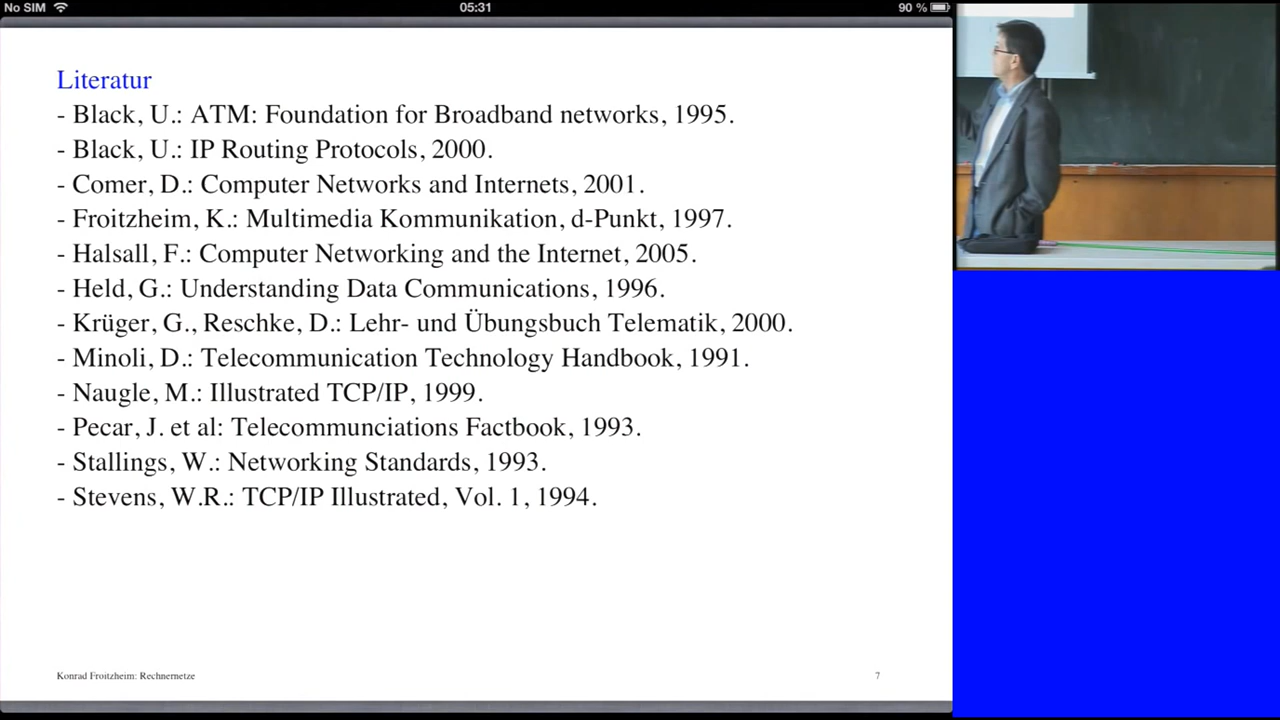 No SIM 05:31 90 %
Literatur
- Black, U.: ATM: Foundation for Broadband networks, 1995.
- Black, U.: IP Routing Protocols, 2000.
- Comer, D.: Computer Networks and Internets, 2001.
- Froitzheim, K.: Multimedia Kommunikation, d-Punkt, 1997.
- Halsall, F.: Computer Networking and the Internet, 2005.
- Held, G.: Understanding Data Communications, 1996.
- Krüger, G., Reschke, D.: Lehr- und Übungsbuch Telematik, 2000.
- Minoli, D.: Telecommunication Technology Handbook, 1991.
- Naugle, M.: Illustrated TCP/IP, 1999.
- Pecar, J. et al: Telecommunciations Factbook, 1993.
- Stallings, W.: Networking Standards, 1993.
- Stevens, W.R.: TCP/IP Illustrated, Vol. 1, 1994.
Konrad Froitzheim: Rechnernetze 7